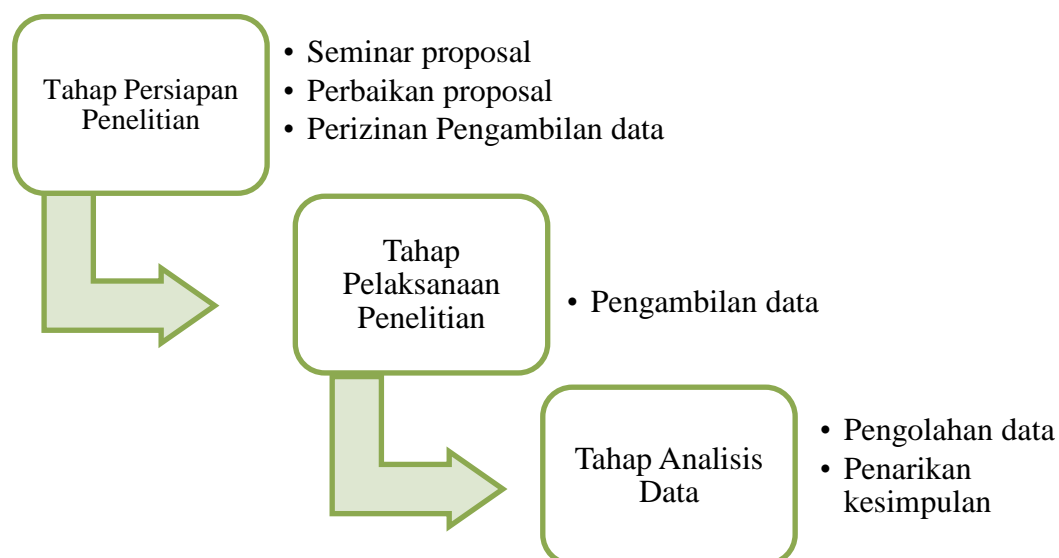 Tahap Persiapan
Penelitian
• Seminar proposal
• Perbaikan proposal
• Perizinan Pengambilan data
Tahap
Pelaksanaan
Penelitian
• Pengambilan data
Tahap Analisis
Data
• Pengolahan data
• Penarikan
kesimpulan